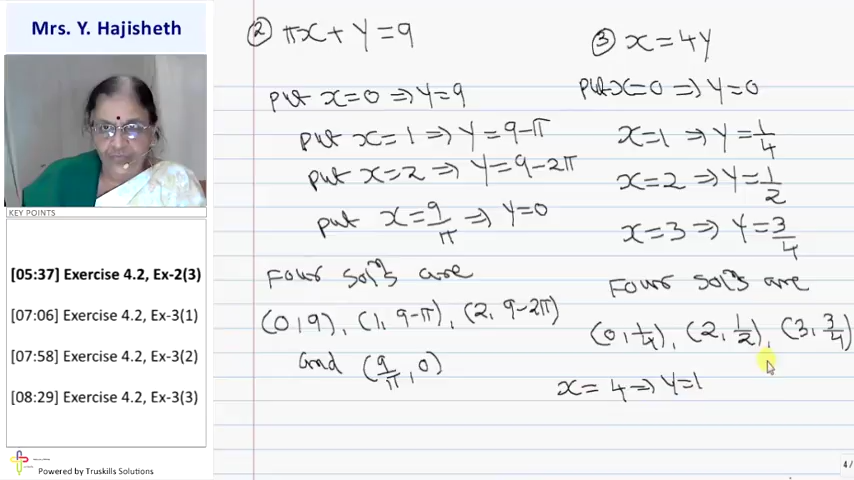 Mrs. Y. Hajisheth
KEY POINTS
[05:37] Exercise 4.2, Ex-2(3)
[07:06] Exercise 4.2, Ex-3(1)
[07:58] Exercise 4.2, Ex-3(2)
[08:29] Exercise 4.2, Ex-3(3)
Powered by Truskills Solutions
② πx + y = 9
put x = 0 ⇒ y = 9
put x = 1 ⇒ y = 9 - π
put x = 2 ⇒ y = 9 - 2π
put x = 9/π ⇒ y = 0
Four solⁿs are
(0, 9), (1, 9-π), (2, 9-2π)
and (9/π, 0)
③ x = 4y
put x = 0 ⇒ y = 0
x = 1 ⇒ y = 1/4
x = 2 ⇒ y = 1/2
x = 3 ⇒ y = 3/4
Four solⁿs are
(0, 1/4), (2, 1/2), (3, 3/4)
x = 4 ⇒ y = 1
4/